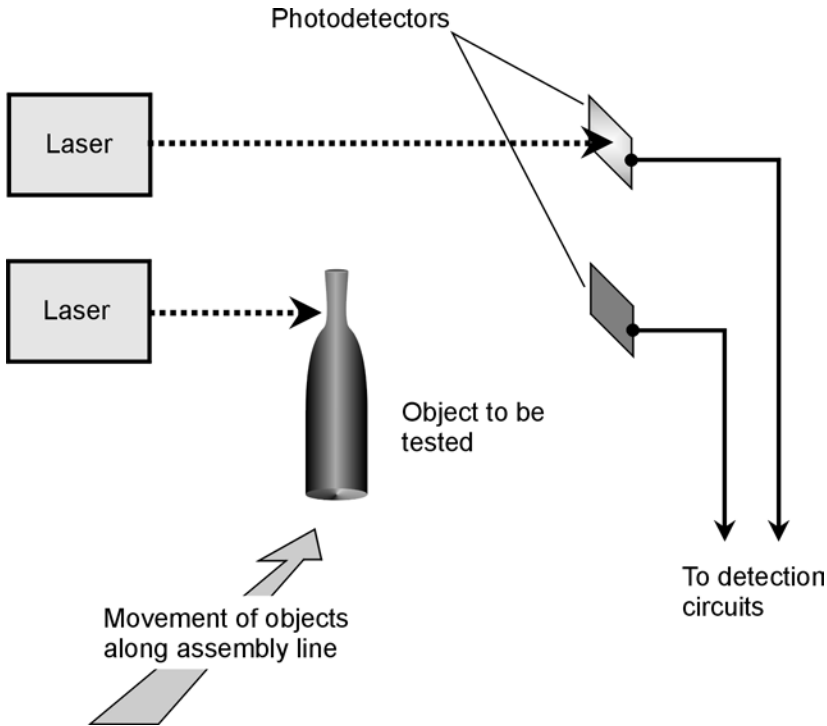 Photodetectors
Laser
Laser
Object to be
tested
To detection
circuits
Movement of objects
along assembly line